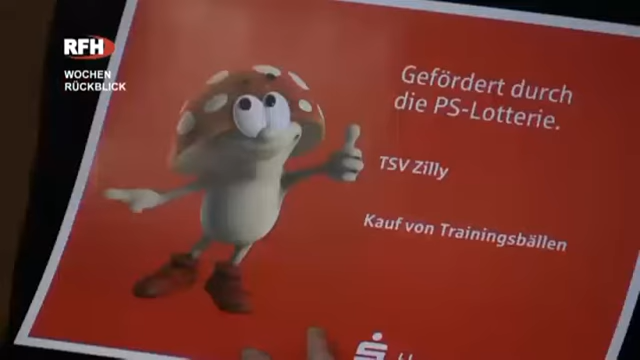 RFH
WOCHEN
RÜCKBLICK
Gefördert durch
die PS-Lotterie.
TSV Zilly
Kauf von Trainingsbällen